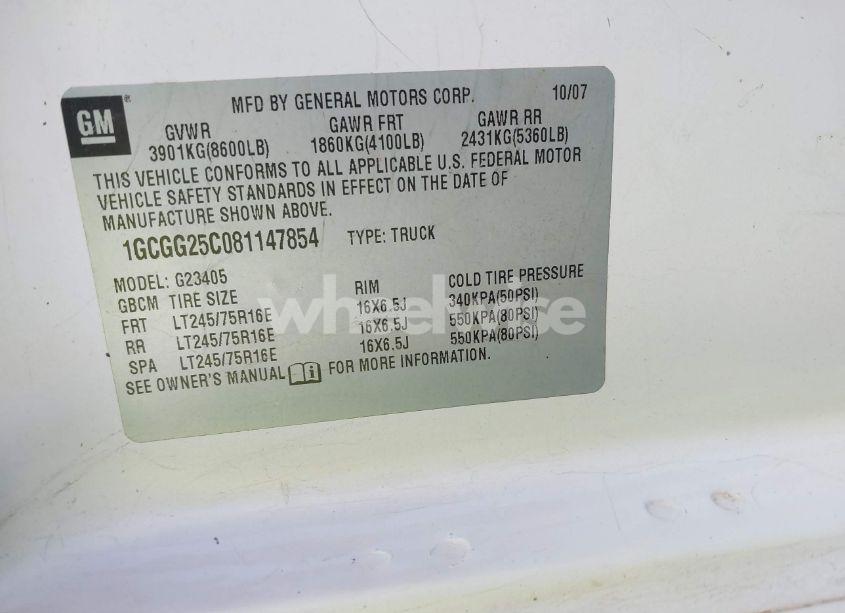 GM
MFD BY GENERAL MOTORS CORP. 10/07
GVWR GAWR FRT GAWR RR
3901KG(8600LB) 1860KG(4100LB) 2431KG(5360LB)
THIS VEHICLE CONFORMS TO ALL APPLICABLE U.S. FEDERAL MOTOR
VEHICLE SAFETY STANDARDS IN EFFECT ON THE DATE OF
MANUFACTURE SHOWN ABOVE.
1GCGG25C081147854 TYPE: TRUCK
MODEL: G23405
GBCM TIRE SIZE RIM COLD TIRE PRESSURE
FRT LT245/75R16E 16X6.5J 340KPA(50PSI)
RR LT245/75R16E 16X6.5J 550KPA(80PSI)
SPA LT245/75R16E 16X6.5J 550KPA(80PSI)
SEE OWNER'S MANUAL FOR MORE INFORMATION.